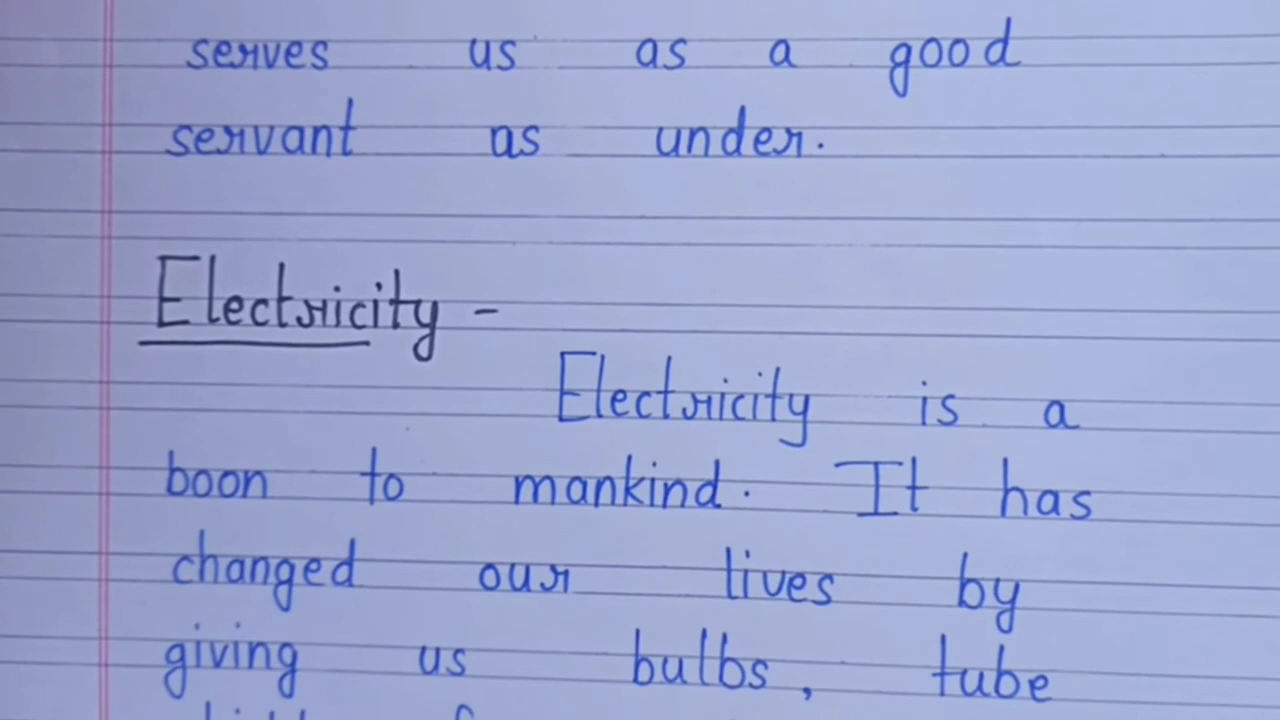 serves us as a good
servant as under.
Electricity -
Electricity is a
boon to mankind. It has
changed our lives by
giving us bulbs, tube